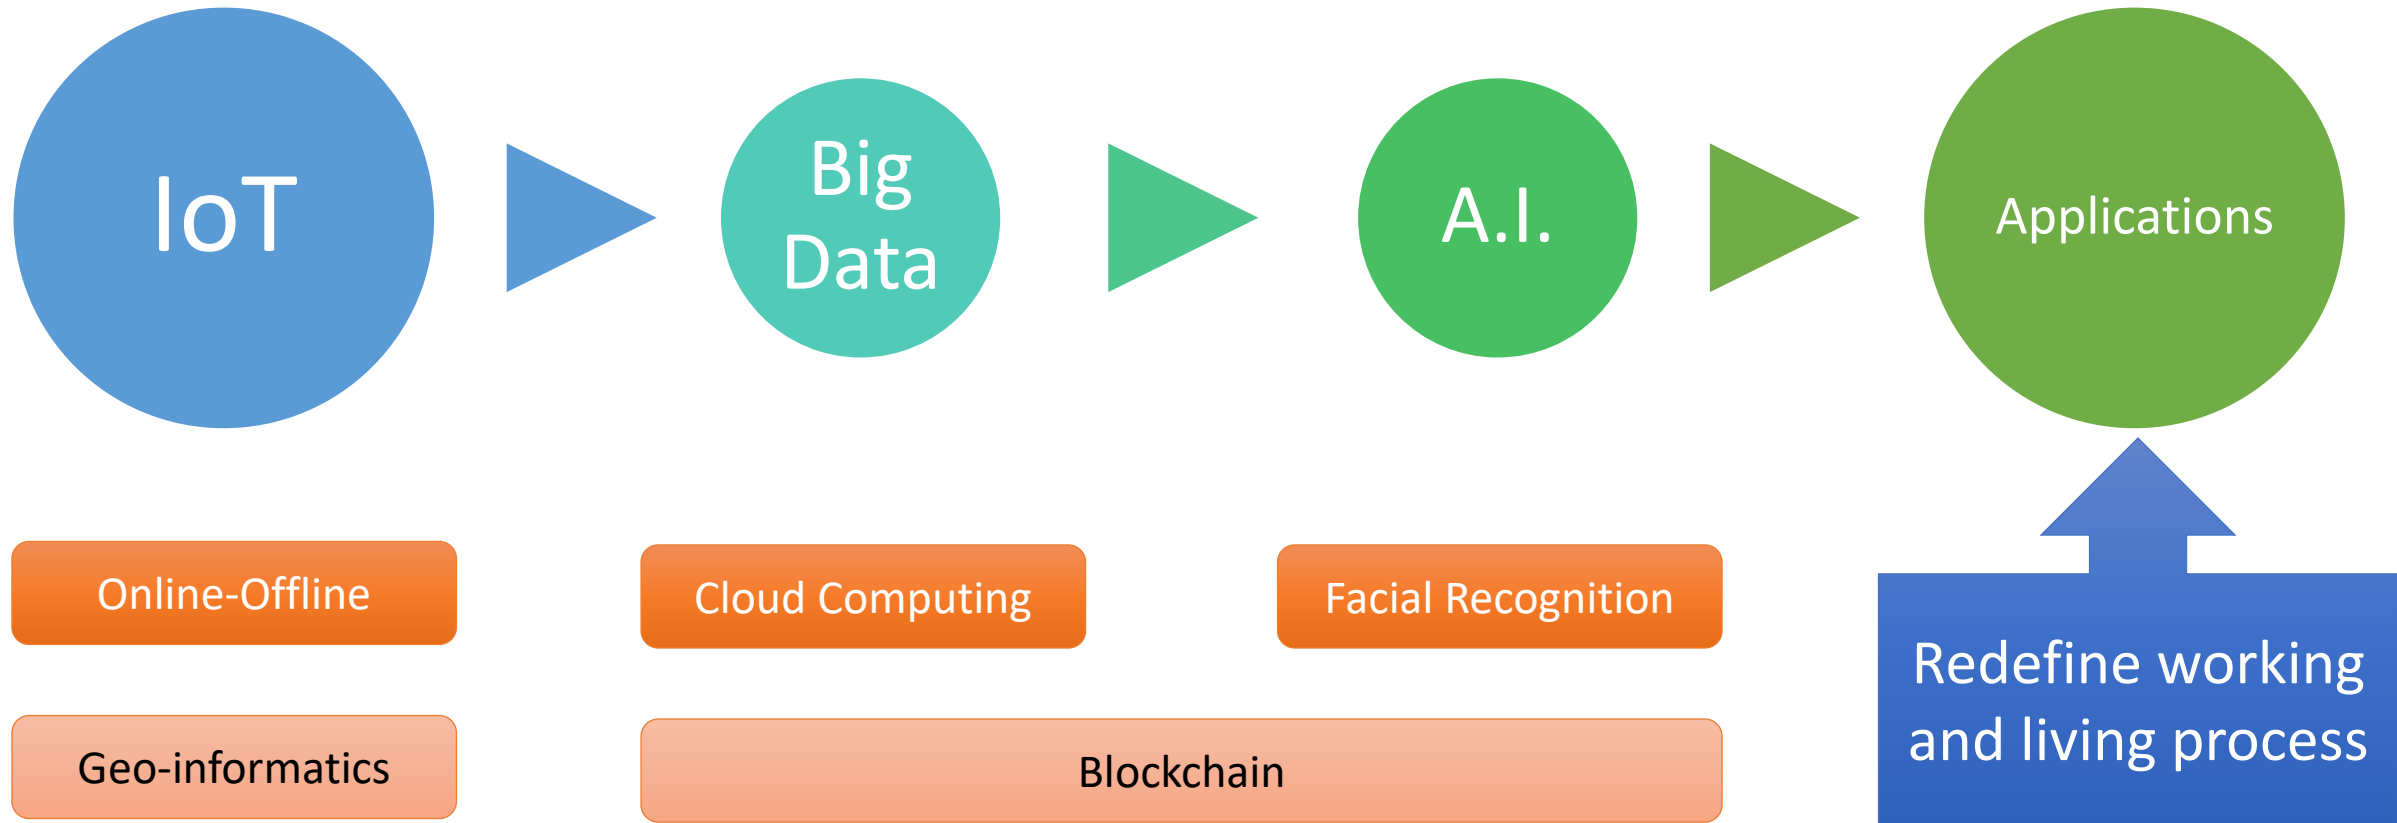 IoT
Big
Data
A.I.
Applications
Online-Offline
Cloud Computing
Facial Recognition
Redefine working
and living process
Geo-informatics
Blockchain